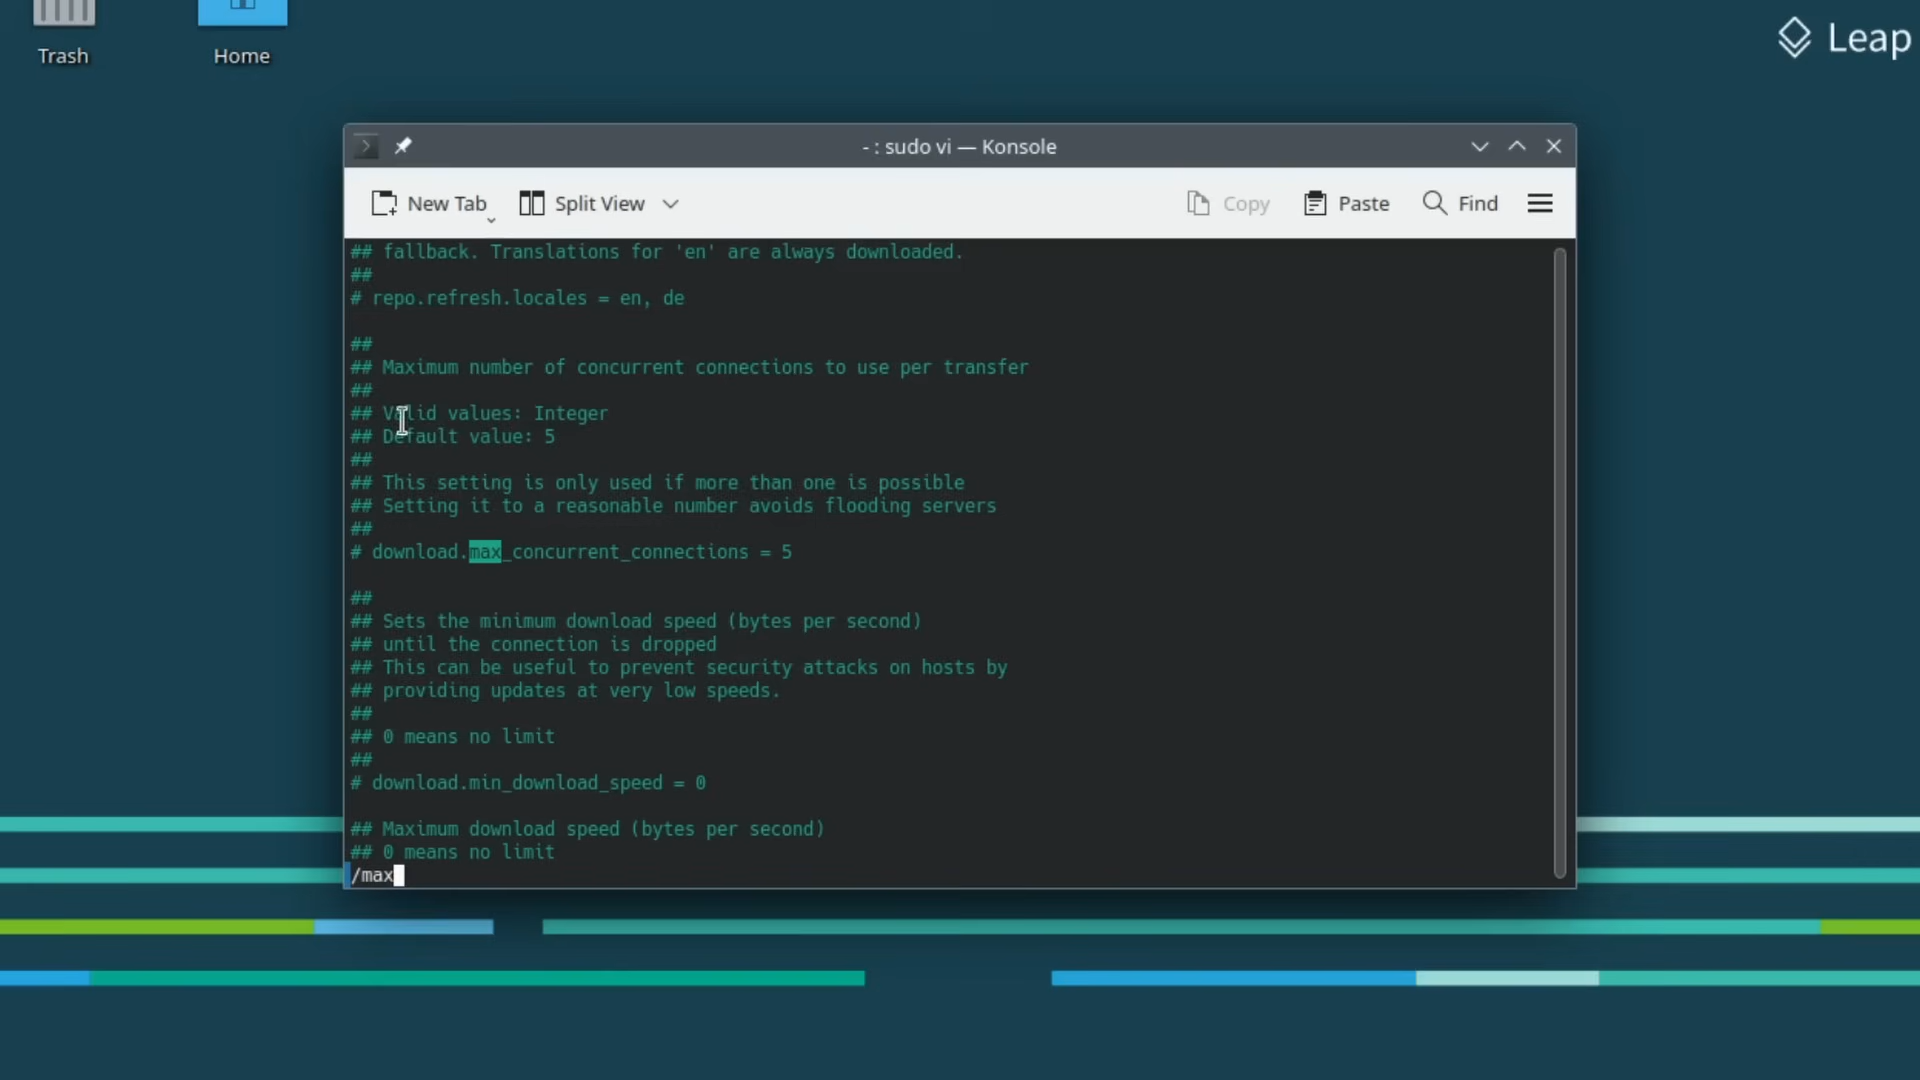 Trash
Home
Leap
- : sudo vi — Konsole
New Tab
Split View
Copy
Paste
Find
## fallback. Translations for 'en' are always downloaded.
##
# repo.refresh.locales = en, de
##
## Maximum number of concurrent connections to use per transfer
##
## Valid values: Integer
## Default value: 5
##
## This setting is only used if more than one is possible
## Setting it to a reasonable number avoids flooding servers
##
# download.max_concurrent_connections = 5
##
## Sets the minimum download speed (bytes per second)
## until the connection is dropped
## This can be useful to prevent security attacks on hosts by
## providing updates at very low speeds.
##
## 0 means no limit
##
# download.min_download_speed = 0
## Maximum download speed (bytes per second)
## 0 means no limit
/max